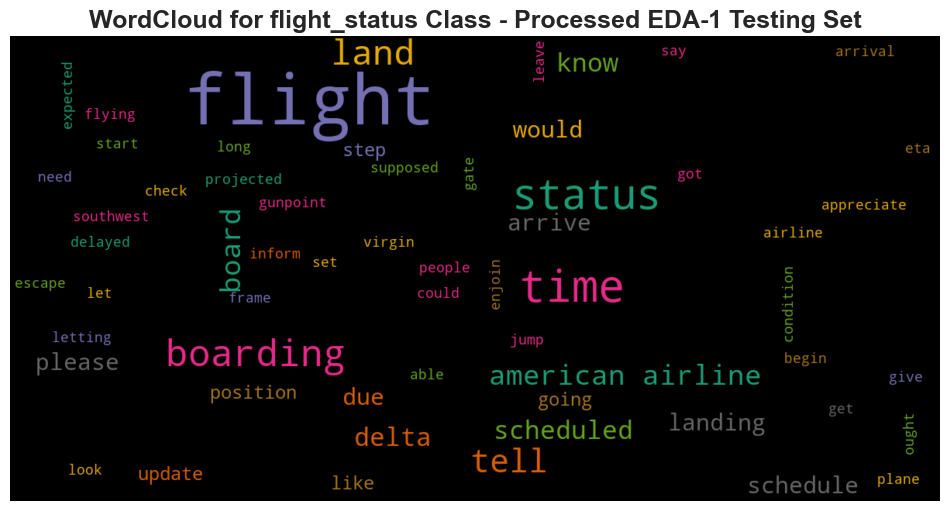 WordCloud for flight_status Class - Processed EDA-1 Testing Set
land
know
leave
say
arrival
expected
flying
flight
would
start
long
step
supposed
gate
eta
need
check
projected
status
got
southwest
gunpoint
arrive
appreciate
airline
delayed
board
inform
set
virgin
people
escape
let
frame
could
enjoin
time
condition
letting
please
boarding
jump
begin
position
able
american airline
give
due
going
get
delta
scheduled
landing
ought
look
update
like
tell
schedule
plane